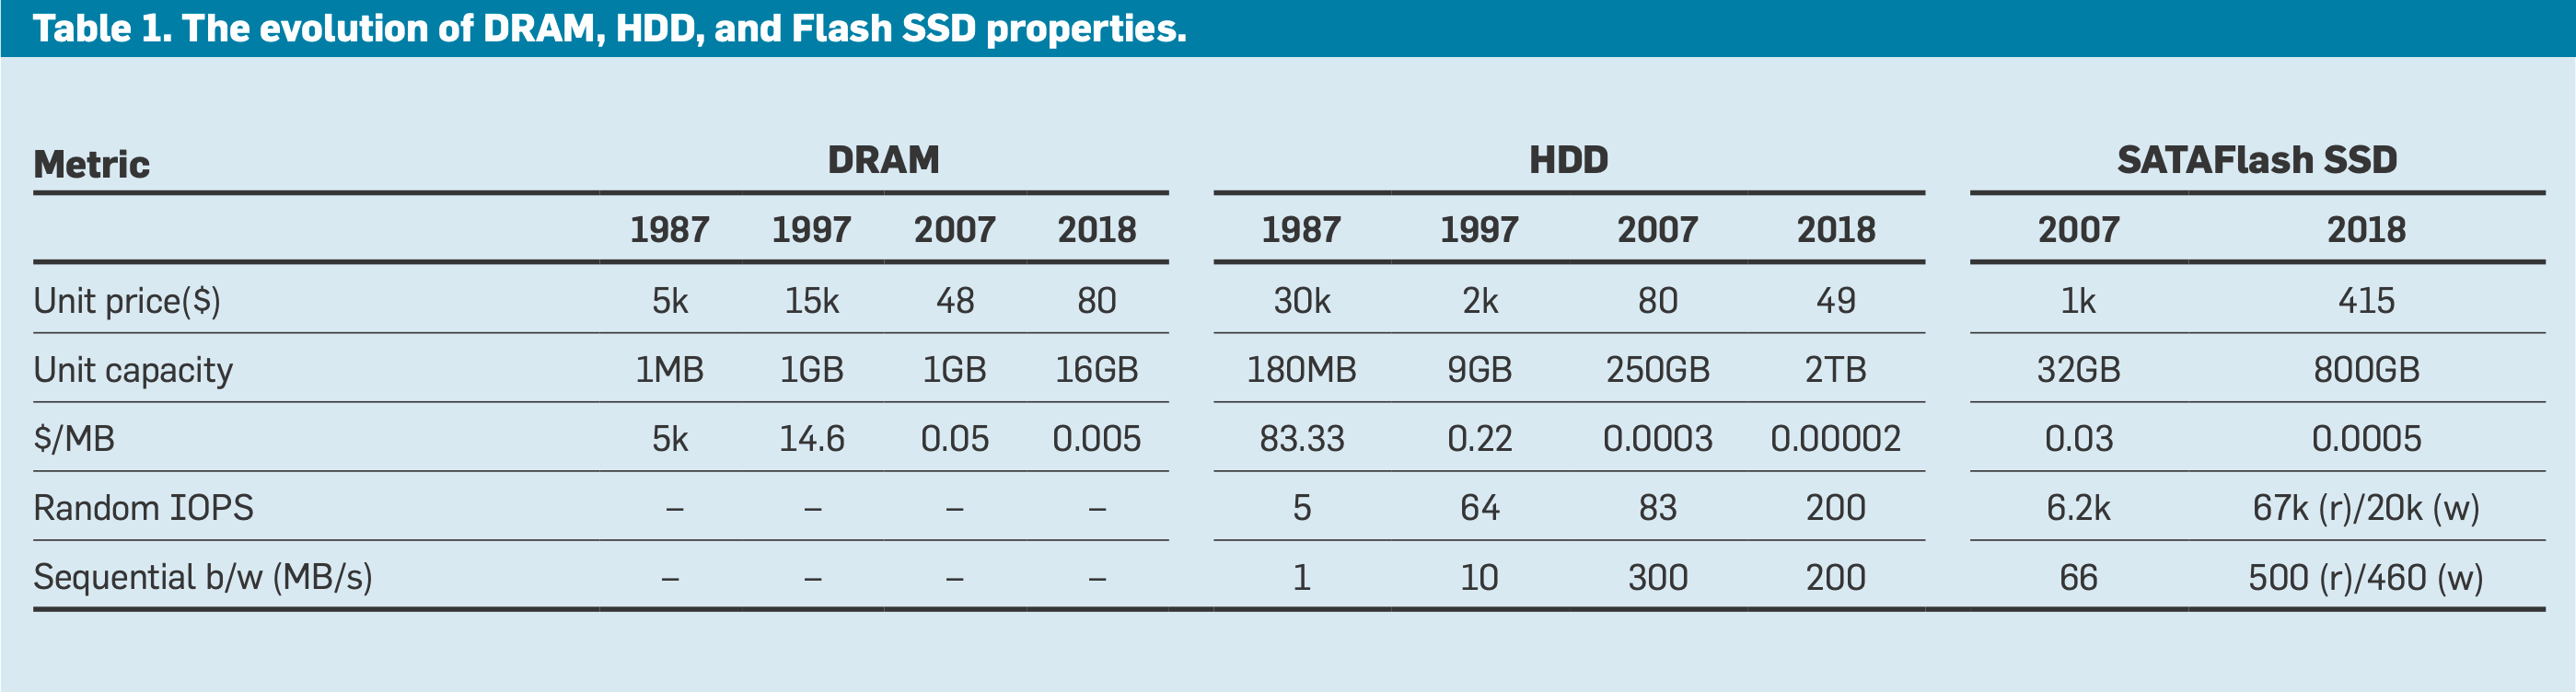 Table 1. The evolution of DRAM, HDD, and Flash SSD properties.
Metric DRAM HDD SATAFlash SSD
1987 1997 2007 2018 1987 1997 2007 2018 2007 2018
Unit price($) 5k 15k 48 80 30k 2k 80 49 1k 415
Unit capacity 1MB 1GB 1GB 16GB 180MB 9GB 250GB 2TB 32GB 800GB
$/MB 5k 14.6 0.05 0.005 83.33 0.22 0.0003 0.00002 0.03 0.0005
Random IOPS – – – – 5 64 83 200 6.2k 67k (r)/20k (w)
Sequential b/w (MB/s) – – – – 1 10 300 200 66 500 (r)/460 (w)